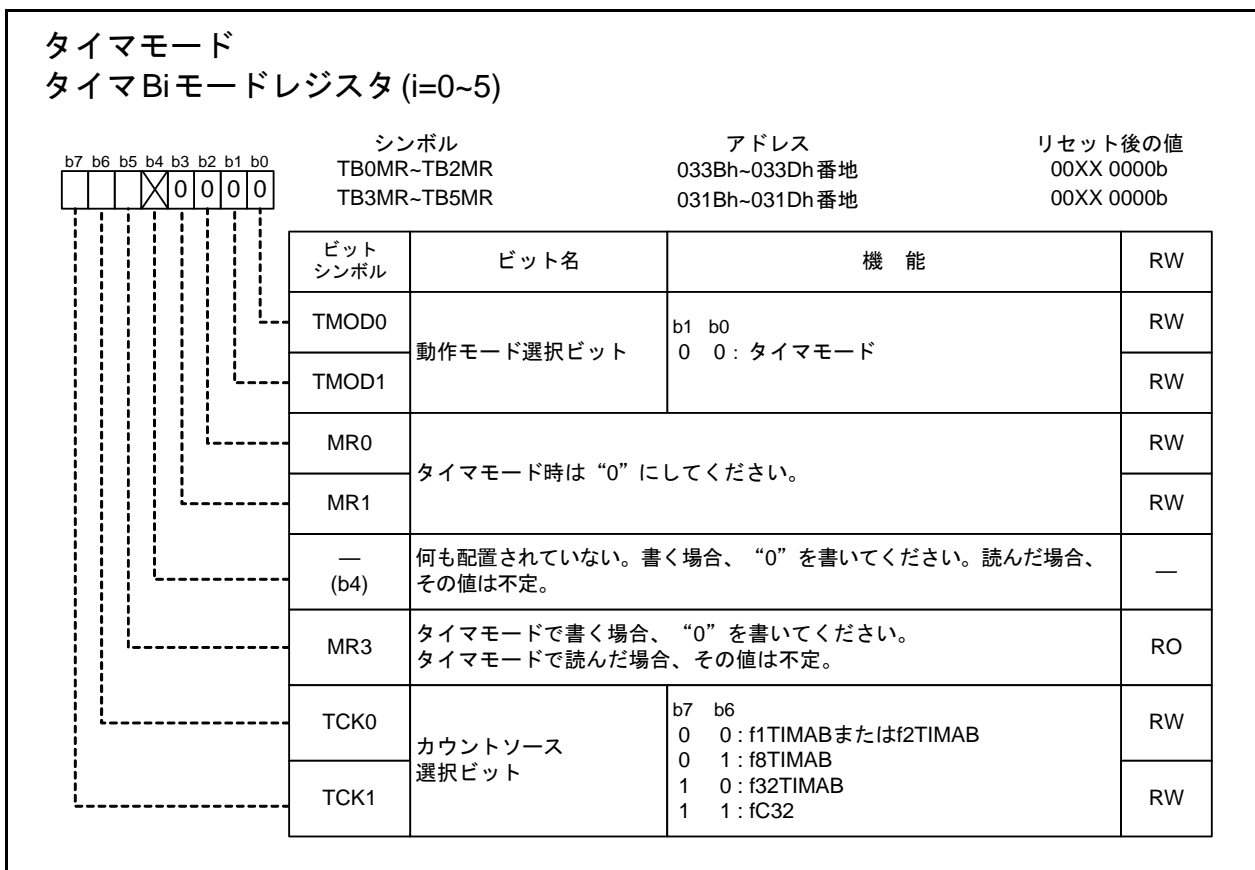 タイマモード
タイマBiモードレジスタ(i=0~5)
シンボル アドレス リセット後の値
TB0MR~TB2MR 033Bh~033Dh番地 00XX 0000b
TB3MR~TB5MR 031Bh~031Dh番地 00XX 0000b
b7 b6 b5 b4 b3 b2 b1 b0
0 0 0 0
ビット
シンボル
ビット名
機 能
RW
TMOD0
TMOD1
動作モード選択ビット
b1 b0
0 0 : タイマモード
RW
RW
MR0
MR1
タイマモード時は“0”にしてください。
RW
RW
—
(b4)
何も配置されていない。書く場合、“0”を書いてください。読んだ場合、
その値は不定。
—
MR3
タイマモードで書く場合、“0”を書いてください。
タイマモードで読んだ場合、その値は不定。
RO
TCK0
TCK1
カウントソース
選択ビット
b7 b6
0 0 : f1TIMABまたはf2TIMAB
0 1 : f8TIMAB
1 0 : f32TIMAB
1 1 : fC32
RW
RW